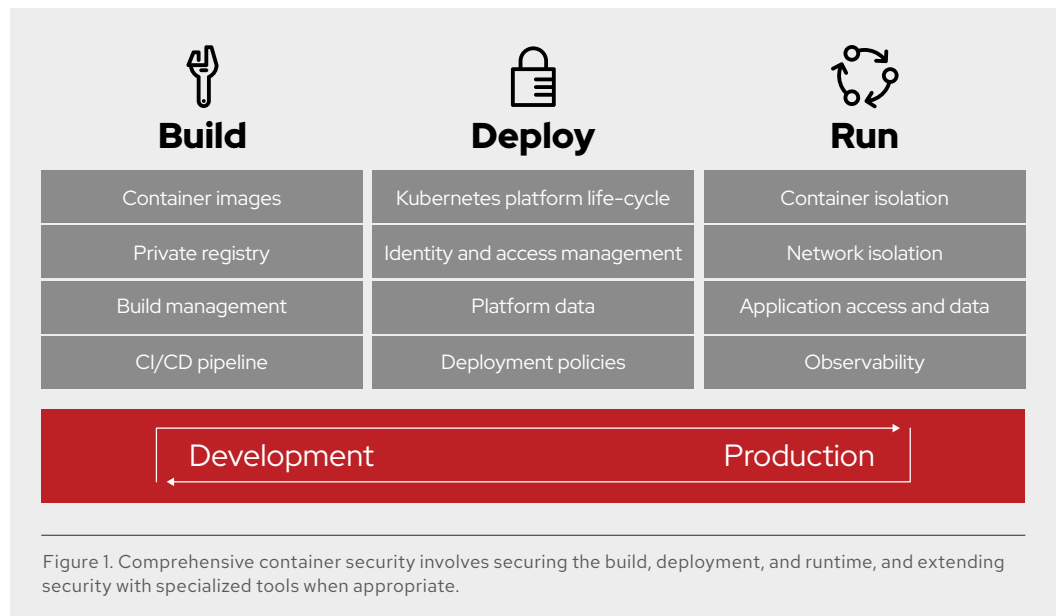 Build
Container images
Private registry
Build management
CI/CD pipeline
Deploy
Kubernetes platform life-cycle
Identity and access management
Platform data
Deployment policies
Run
Container isolation
Network isolation
Application access and data
Observability
Development
Production
Figure 1. Comprehensive container security involves securing the build, deployment, and runtime, and extending
security with specialized tools when appropriate.